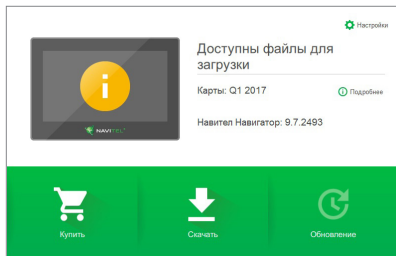 Настройки
Доступны файлы для
загрузки
Карты: Q1 2017
Подробнее
NAVITEL®
Навител Навигатор: 9.7.2493
Купить
Скачать
Обновление